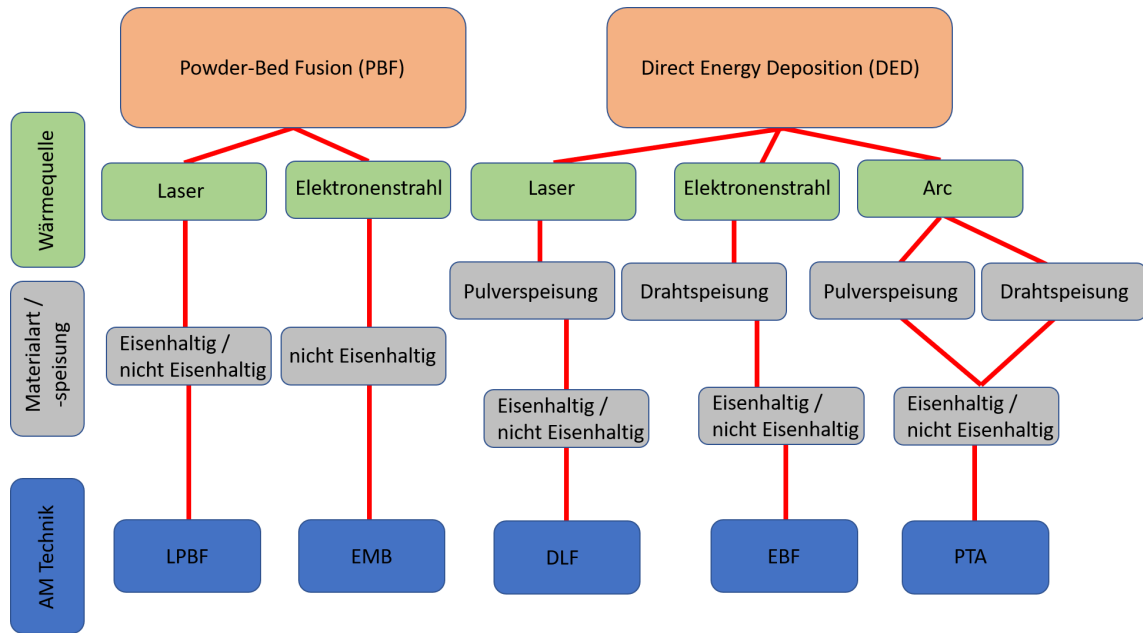 Powder-Bed Fusion (PBF)
Direct Energy Deposition (DED)
Wärmequelle
Laser
Elektronenstrahl
Laser
Elektronenstrahl
Arc
Materialart /
-speisung
Pulverspeisung
Drahtspeisung
Pulverspeisung
Drahtspeisung
Eisenhaltig /
nicht Eisenhaltig
nicht Eisenhaltig
Eisenhaltig /
nicht Eisenhaltig
Eisenhaltig /
nicht Eisenhaltig
Eisenhaltig /
nicht Eisenhaltig
AM Technik
LPBF
EMB
DLF
EBF
PTA